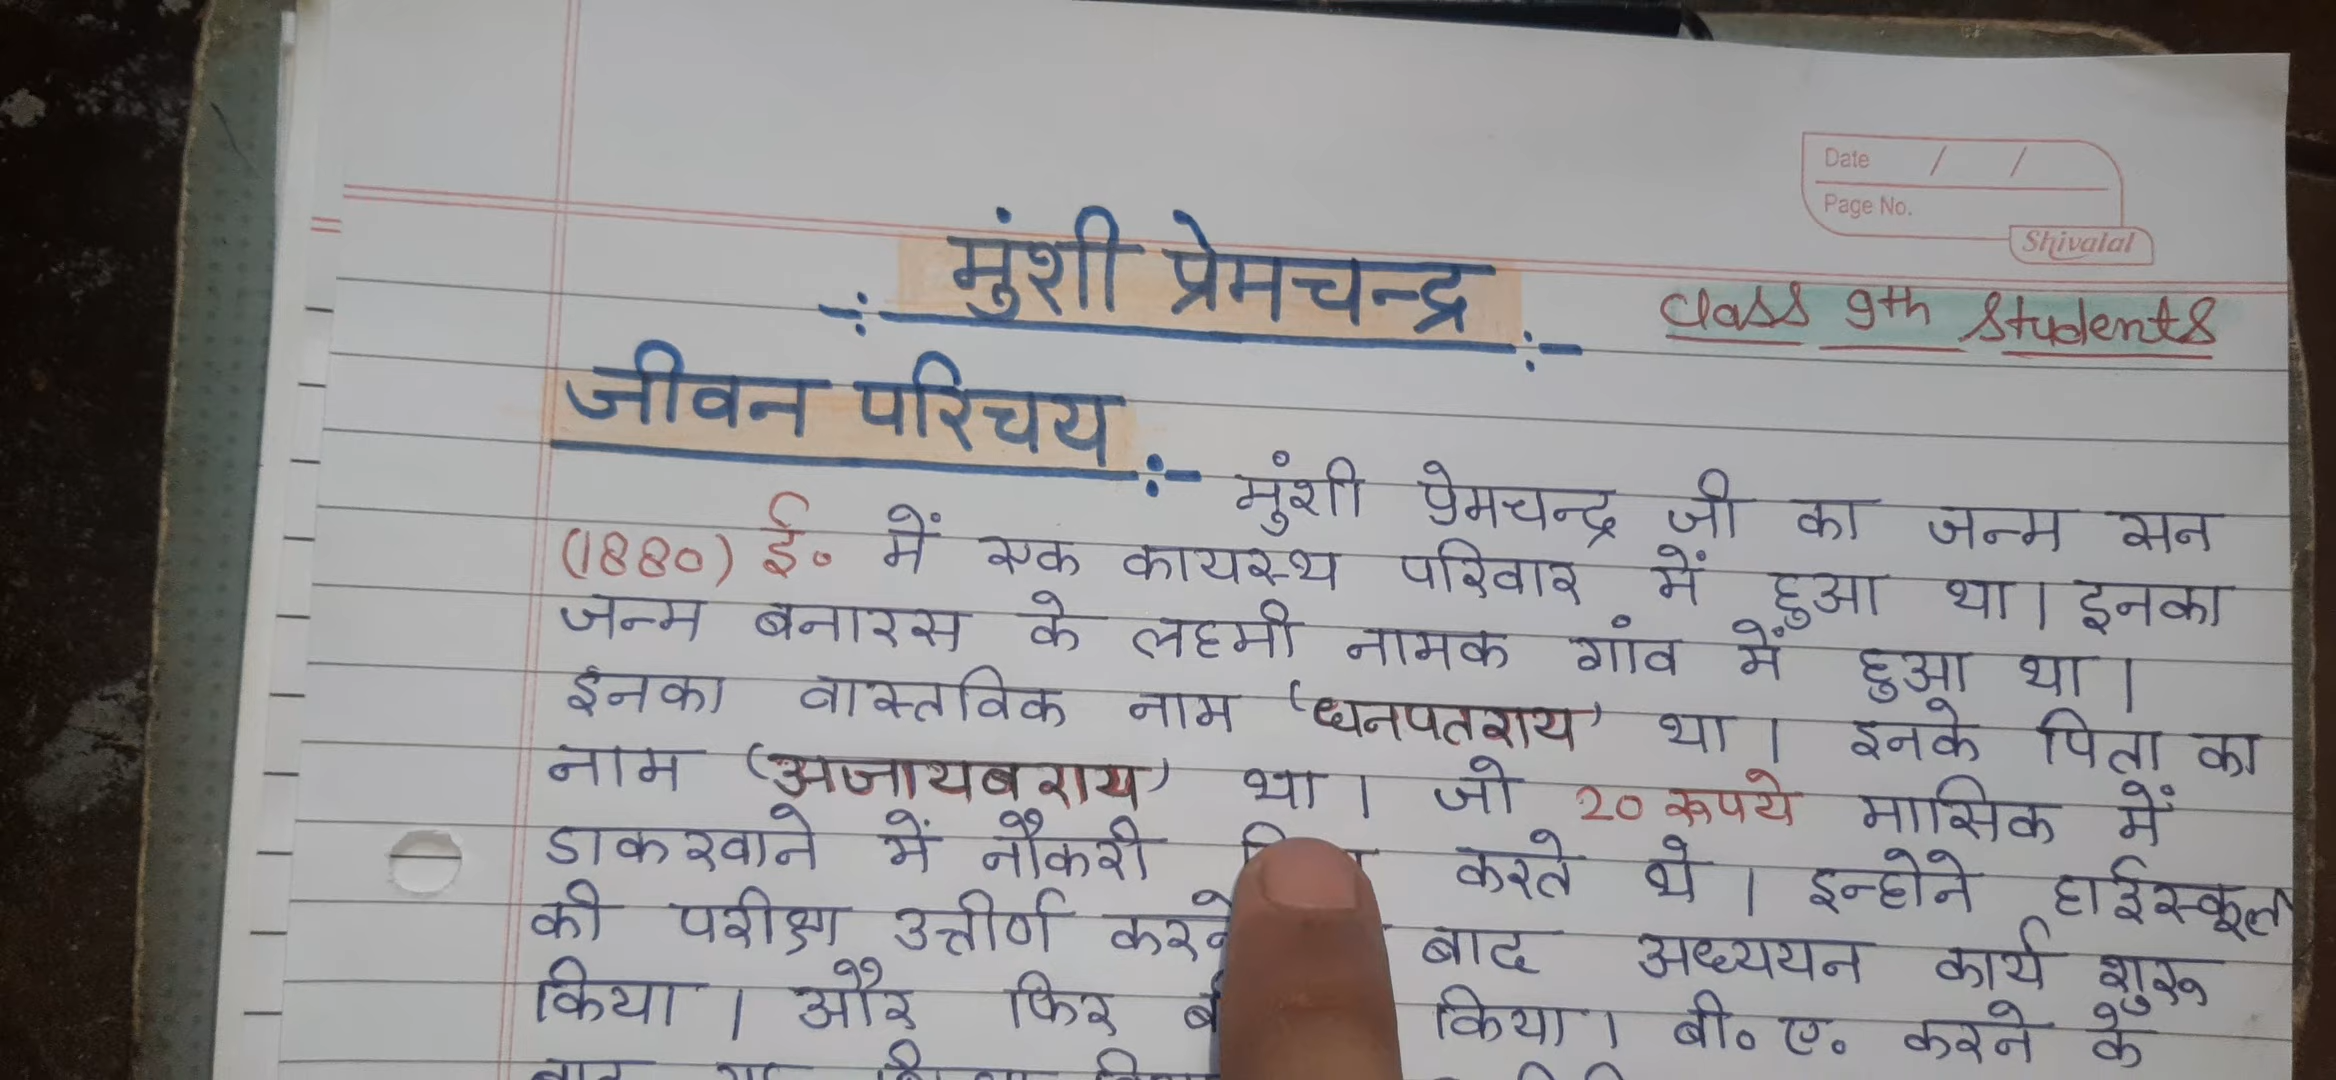 Date / /
Page No.
Shivalal
मुंशी प्रेमचन्द्र
Class 9th Students
जीवन परिचय :- मुंशी प्रेमचन्द्र जी का जन्म सन
(1880) ई० में एक कायस्थ परिवार में हुआ था। इनका
जन्म बनारस के लहमी नामक गांव में हुआ था।
इनका वास्तविक नाम 'धनपतराय' था। इनके पिता का
नाम (अजायबराय) था। जो 20 रूपये मासिक में
डाकखाने में नौकरी करते थे। इन्होने हाईस्कूल
की परीक्षा उत्तीर्ण करने बाद अध्ययन कार्य शुरू
किया। और फिर किया। बी० ए० करने के